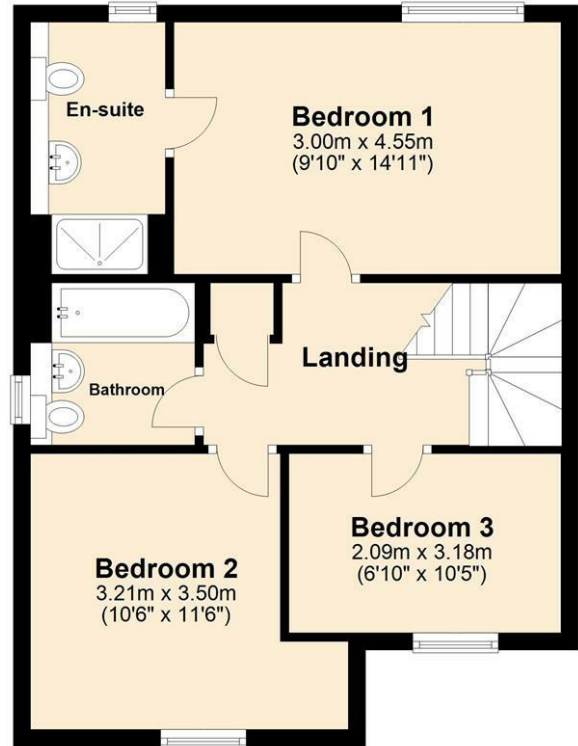 En-suite
Bedroom 1
3.00m x 4.55m
(9'10" x 14'11")
Landing
Bathroom
Bedroom 2
3.21m x 3.50m
(10'6" x 11'6")
Bedroom 3
2.09m x 3.18m
(6'10" x 10'5")